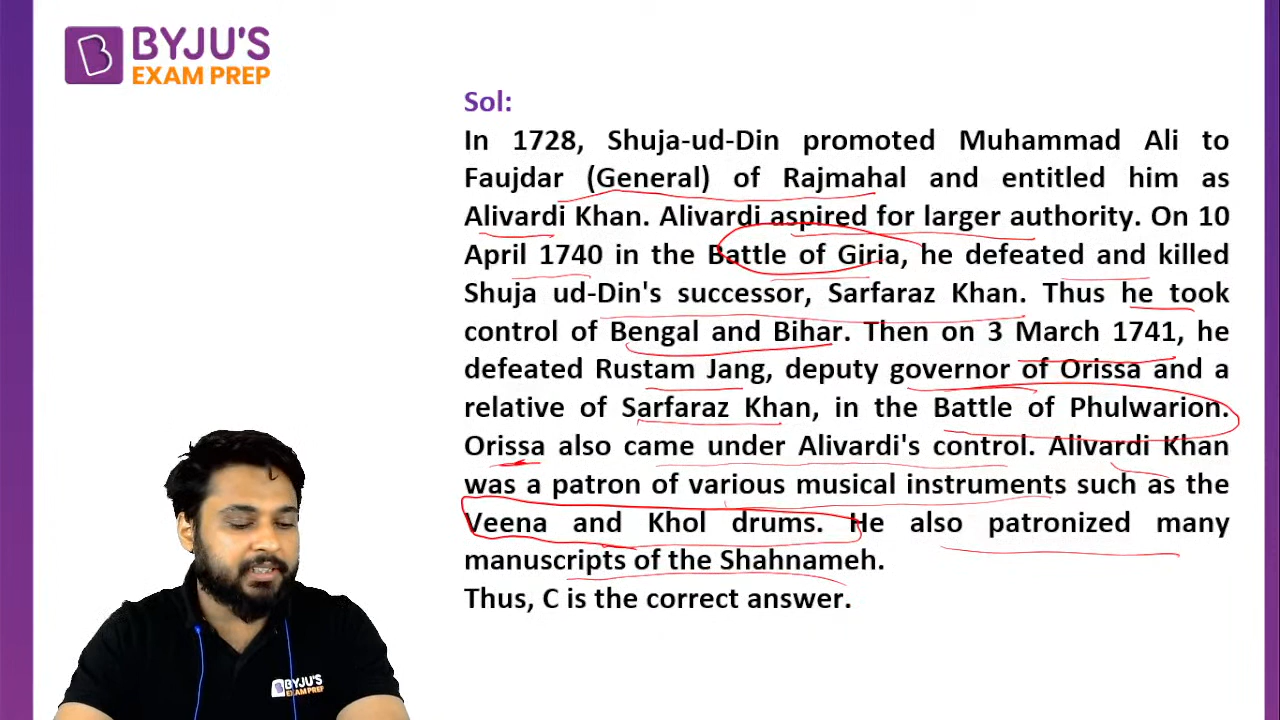 BYJU'S
EXAM PREP
Sol:
In 1728, Shuja-ud-Din promoted Muhammad Ali to
Faujdar (General) of Rajmahal and entitled him as
Alivardi Khan. Alivardi aspired for larger authority. On 10
April 1740 in the Battle of Giria, he defeated and killed
Shuja ud-Din's successor, Sarfaraz Khan. Thus he took
control of Bengal and Bihar. Then on 3 March 1741, he
defeated Rustam Jang, deputy governor of Orissa and a
relative of Sarfaraz Khan, in the Battle of Phulwarion.
Orissa also came under Alivardi's control. Alivardi Khan
was a patron of various musical instruments such as the
Veena and Khol drums. He also patronized many
manuscripts of the Shahnameh.
Thus, C is the correct answer.
BYJU'S
EXAM PREP